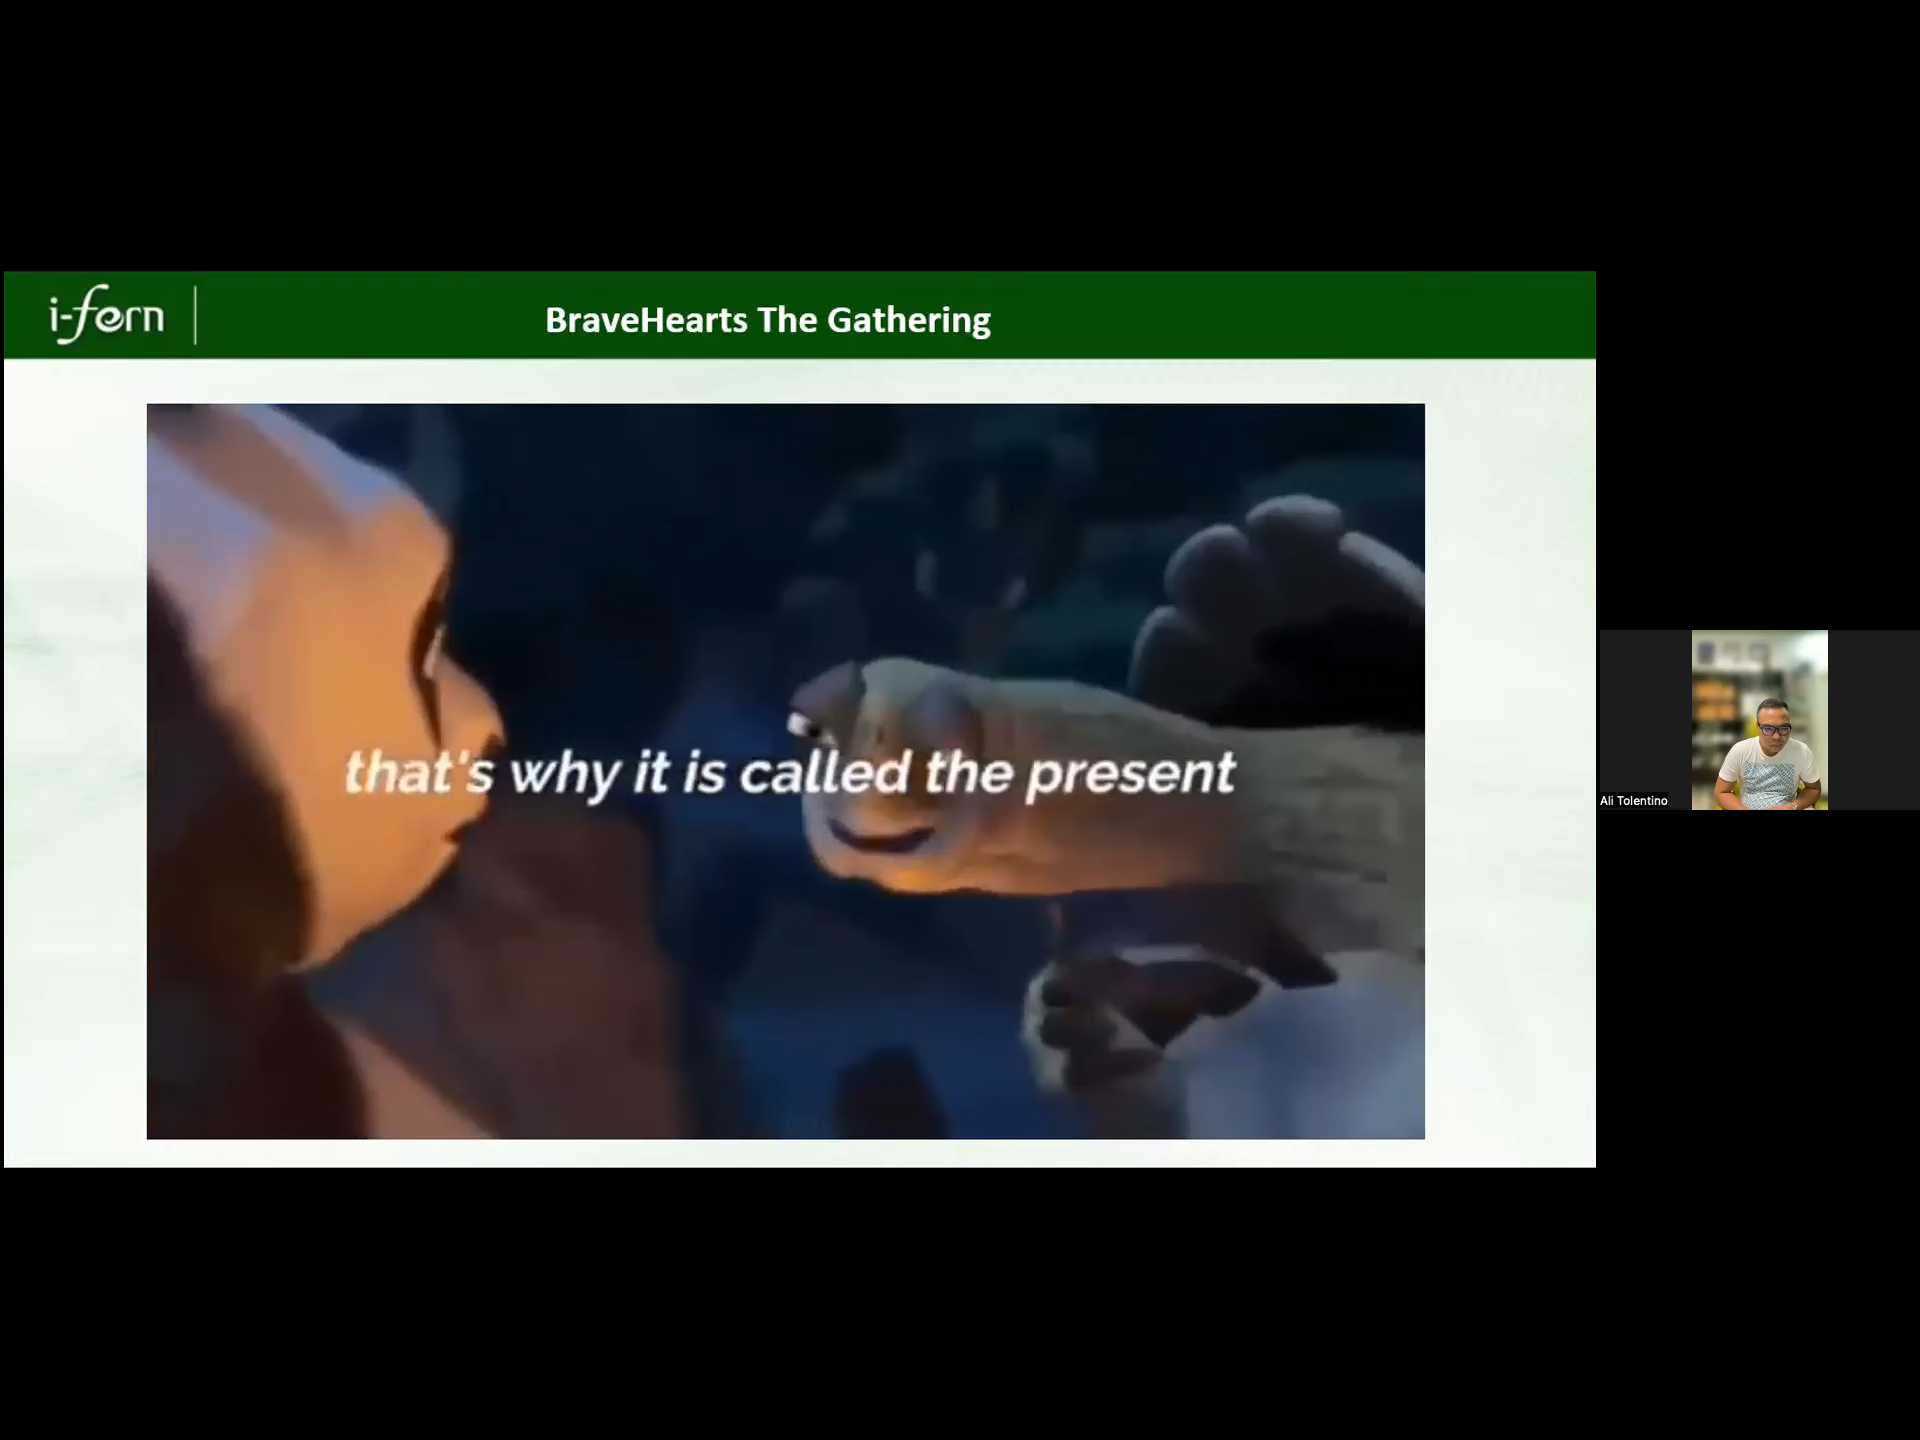 i-fern
BraveHearts The Gathering
that's why it is called the present
Ali Tolentino